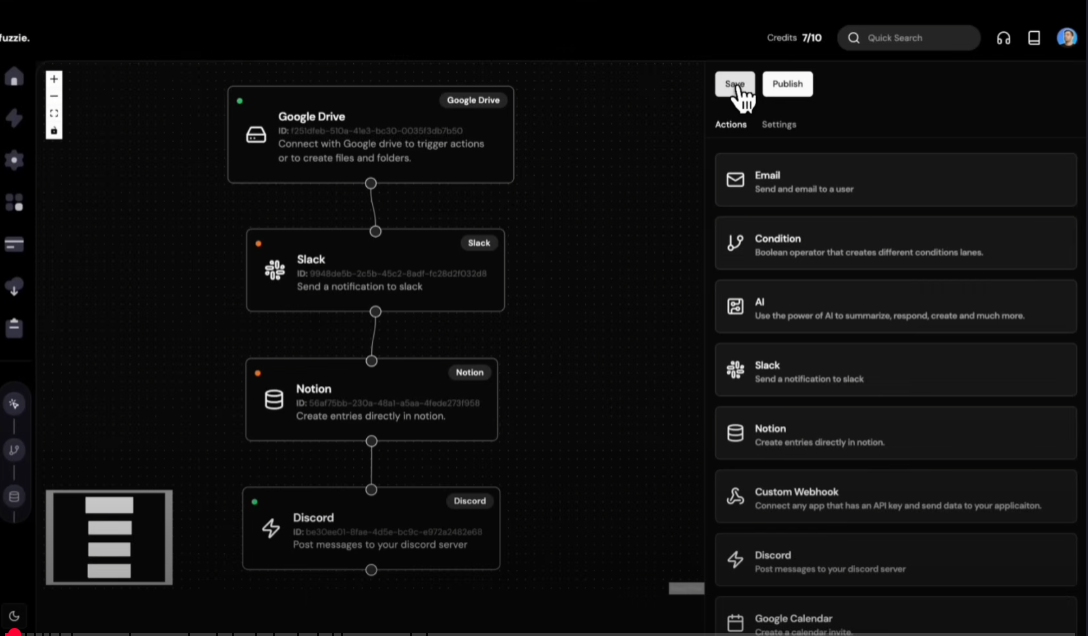 fuzzie.
Credits 7/10
Quick Search
Save
Publish
Actions
Settings
Google Drive
Google Drive
ID: f251dfeb-510a-41e3-bc30-0035f3db7b50
Connect with Google drive to trigger actions
or to create files and folders.
Slack
Slack
ID: 9948de5b-2c5b-45c2-8adf-fc28d2f032d8
Send a notification to slack
Notion
Notion
ID: 56af75bb-230a-48a1-a5aa-4fede273f958
Create entries directly in notion.
Discord
Discord
ID: be30ee01-8fae-4d5e-bc9c-e972a2482e68
Post messages to your discord server
Email
Send and email to a user
Condition
Boolean operator that creates different conditions lanes.
AI
Use the power of AI to summarize, respond, create and much more.
Slack
Send a notification to slack
Notion
Create entries directly in notion.
Custom Webhook
Connect any app that has an API key and send data to your applicaiton.
Discord
Post messages to your discord server
Google Calendar
Create a calendar invite.